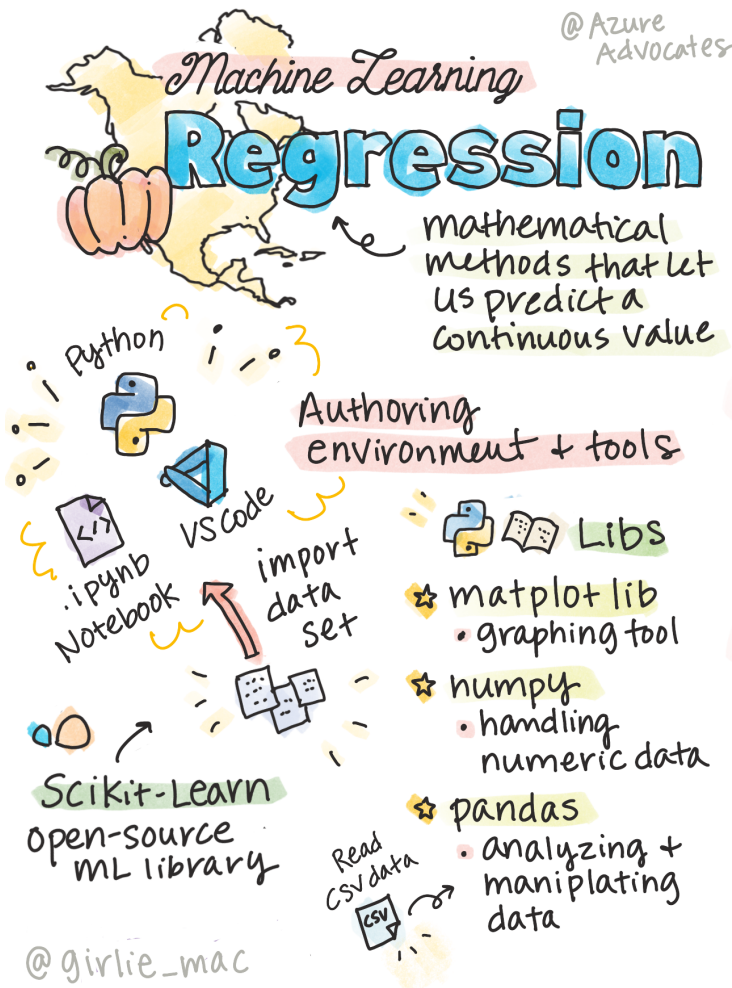 @Azure
Advocates
Machine Learning
Regression
mathematical
methods that let
us predict a
continuous value
python
Authoring
environment + tools
VSCode
</>
.ipynb
Notebook
import
data
set
Libs
matplot lib
• graphing tool
numpy
• handling
numeric data
pandas
• analyzing +
maniplating
data
Scikit-Learn
open-source
ML library
Read
CSV data
CSV
@girlie_mac